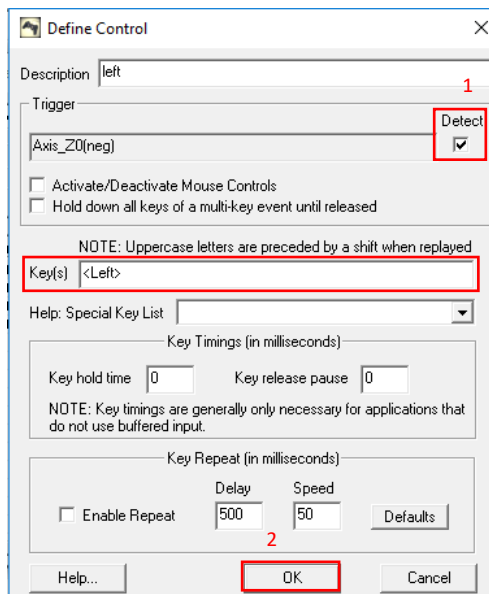 Define Control
Description left
1
Trigger
Detect
Axis_Z0(neg)
Activate/Deactivate Mouse Controls
Hold down all keys of a multi-key event until released
NOTE: Uppercase letters are preceded by a shift when replayed
Key(s) <Left>
Help: Special Key List
Key Timings (in milliseconds)
Key hold time 0 Key release pause 0
NOTE: Key timings are generally only necessary for applications that
do not use buffered input.
Key Repeat (in milliseconds)
Delay Speed
Enable Repeat 500 50 Defaults
2
Help... OK Cancel